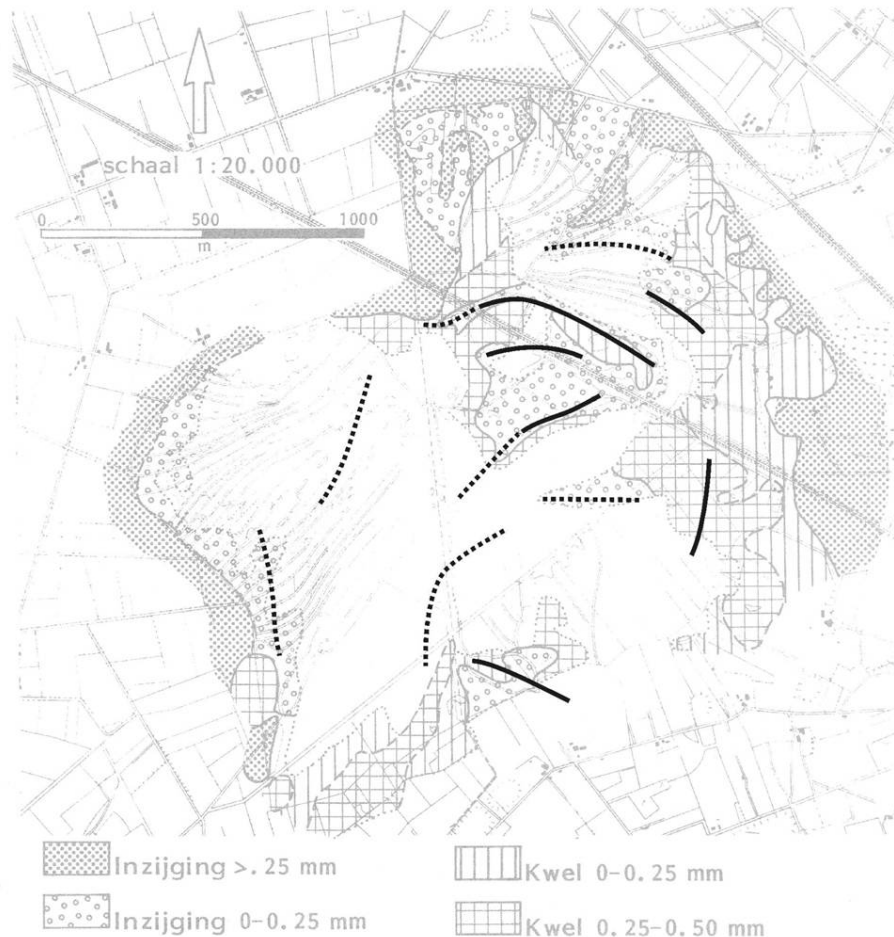 schaal 1:20.000
0 500 1000
m
Inzijging >.25 mm
Kwel 0-0.25 mm
Inzijging 0-0.25 mm
Kwel 0.25-0.50 mm